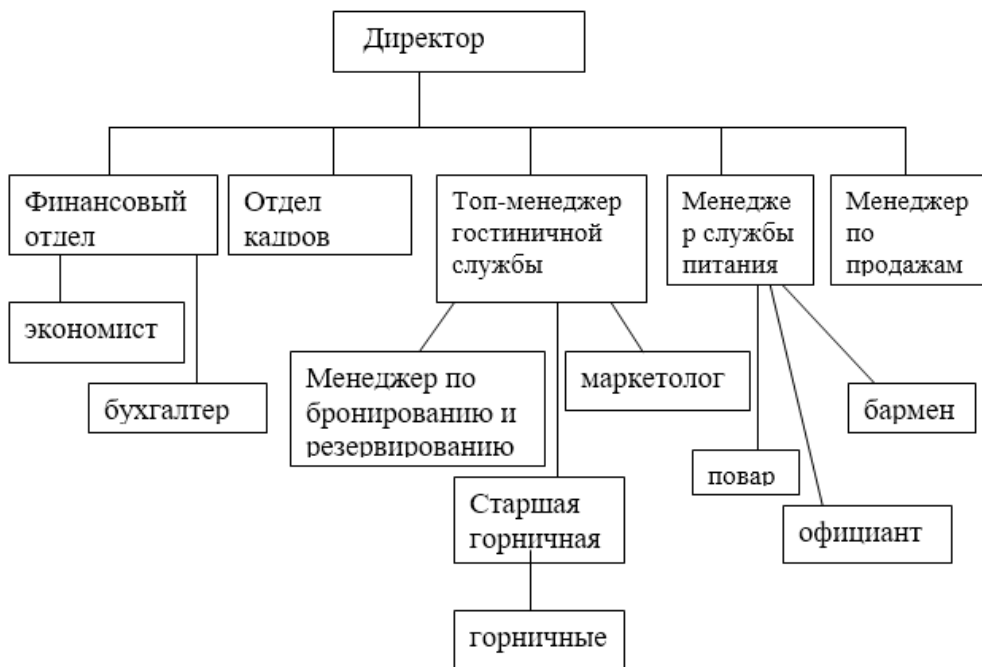 Директор
Финансовый
отдел
Отдел
кадров
Топ-менеджер
гостиничной
службы
Менедже
р службы
питания
Менеджер
по
продажам
экономист
бухгалтер
Менеджер по
бронированию и
резервированию
маркетолог
бармен
повар
официант
Старшая
горничная
горничные